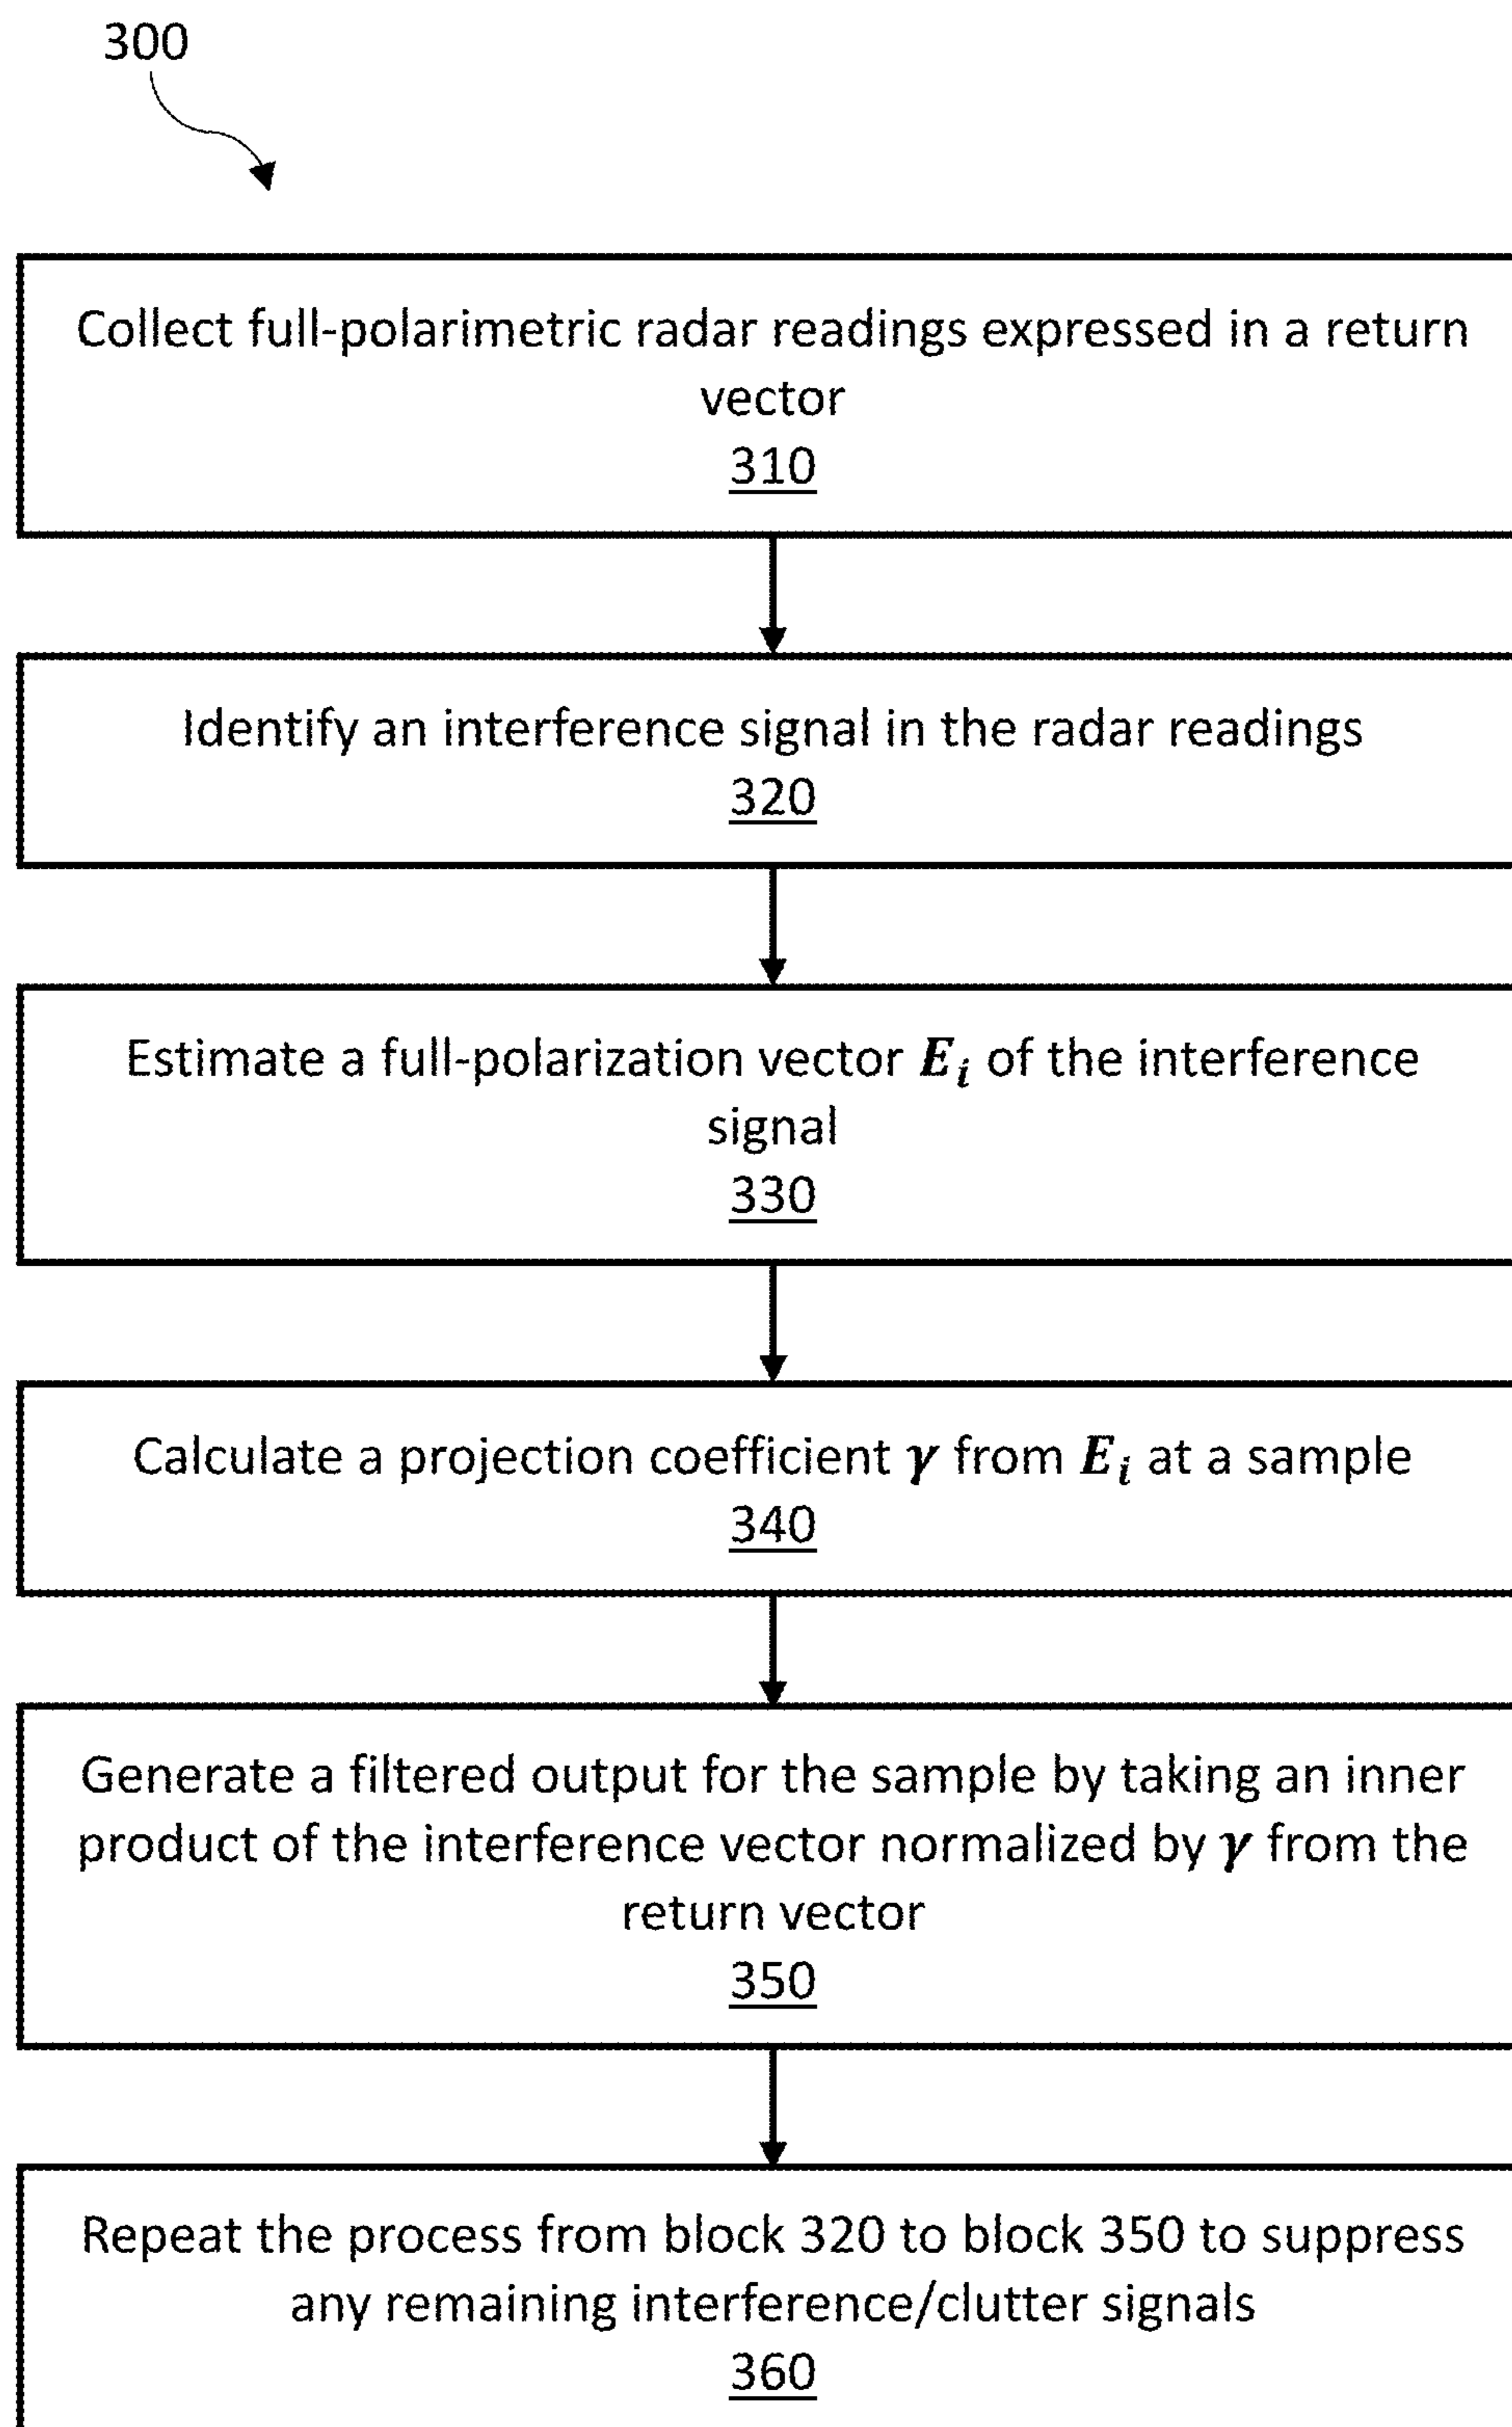 300
Collect full-polarimetric radar readings expressed in a return
vector
310
Identify an interference signal in the radar readings
320
Estimate a full-polarization vector 𝑬ᵢ of the interference
signal
330
Calculate a projection coefficient 𝜸 from 𝑬ᵢ at a sample
340
Generate a filtered output for the sample by taking an inner
product of the interference vector normalized by 𝜸 from the
return vector
350
Repeat the process from block 320 to block 350 to suppress
any remaining interference/clutter signals
360